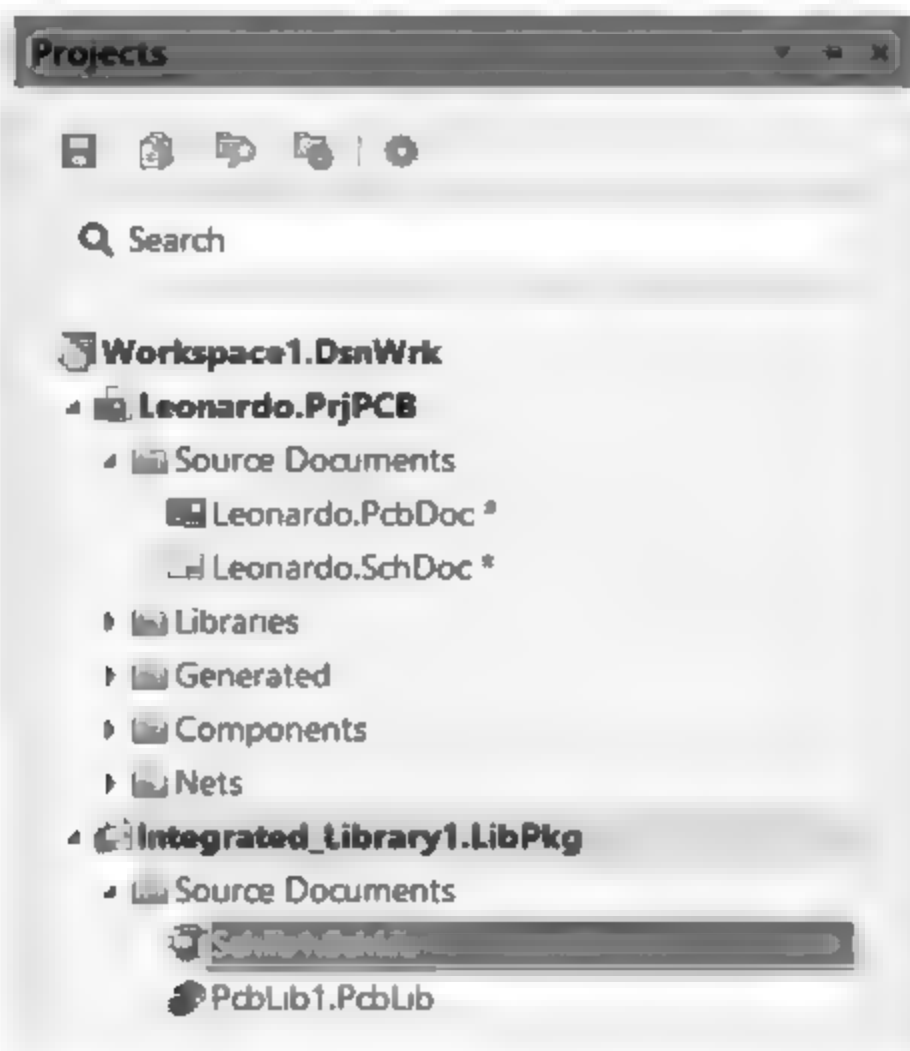 Projects
Search
Workspace1.DsnWrk
Leonardo.PrjPCB
Source Documents
Leonardo.PcbDoc *
Leonardo.SchDoc *
Libraries
Generated
Components
Nets
Integrated_Library1.LibPkg
Source Documents
PcbLib1.PcbLib